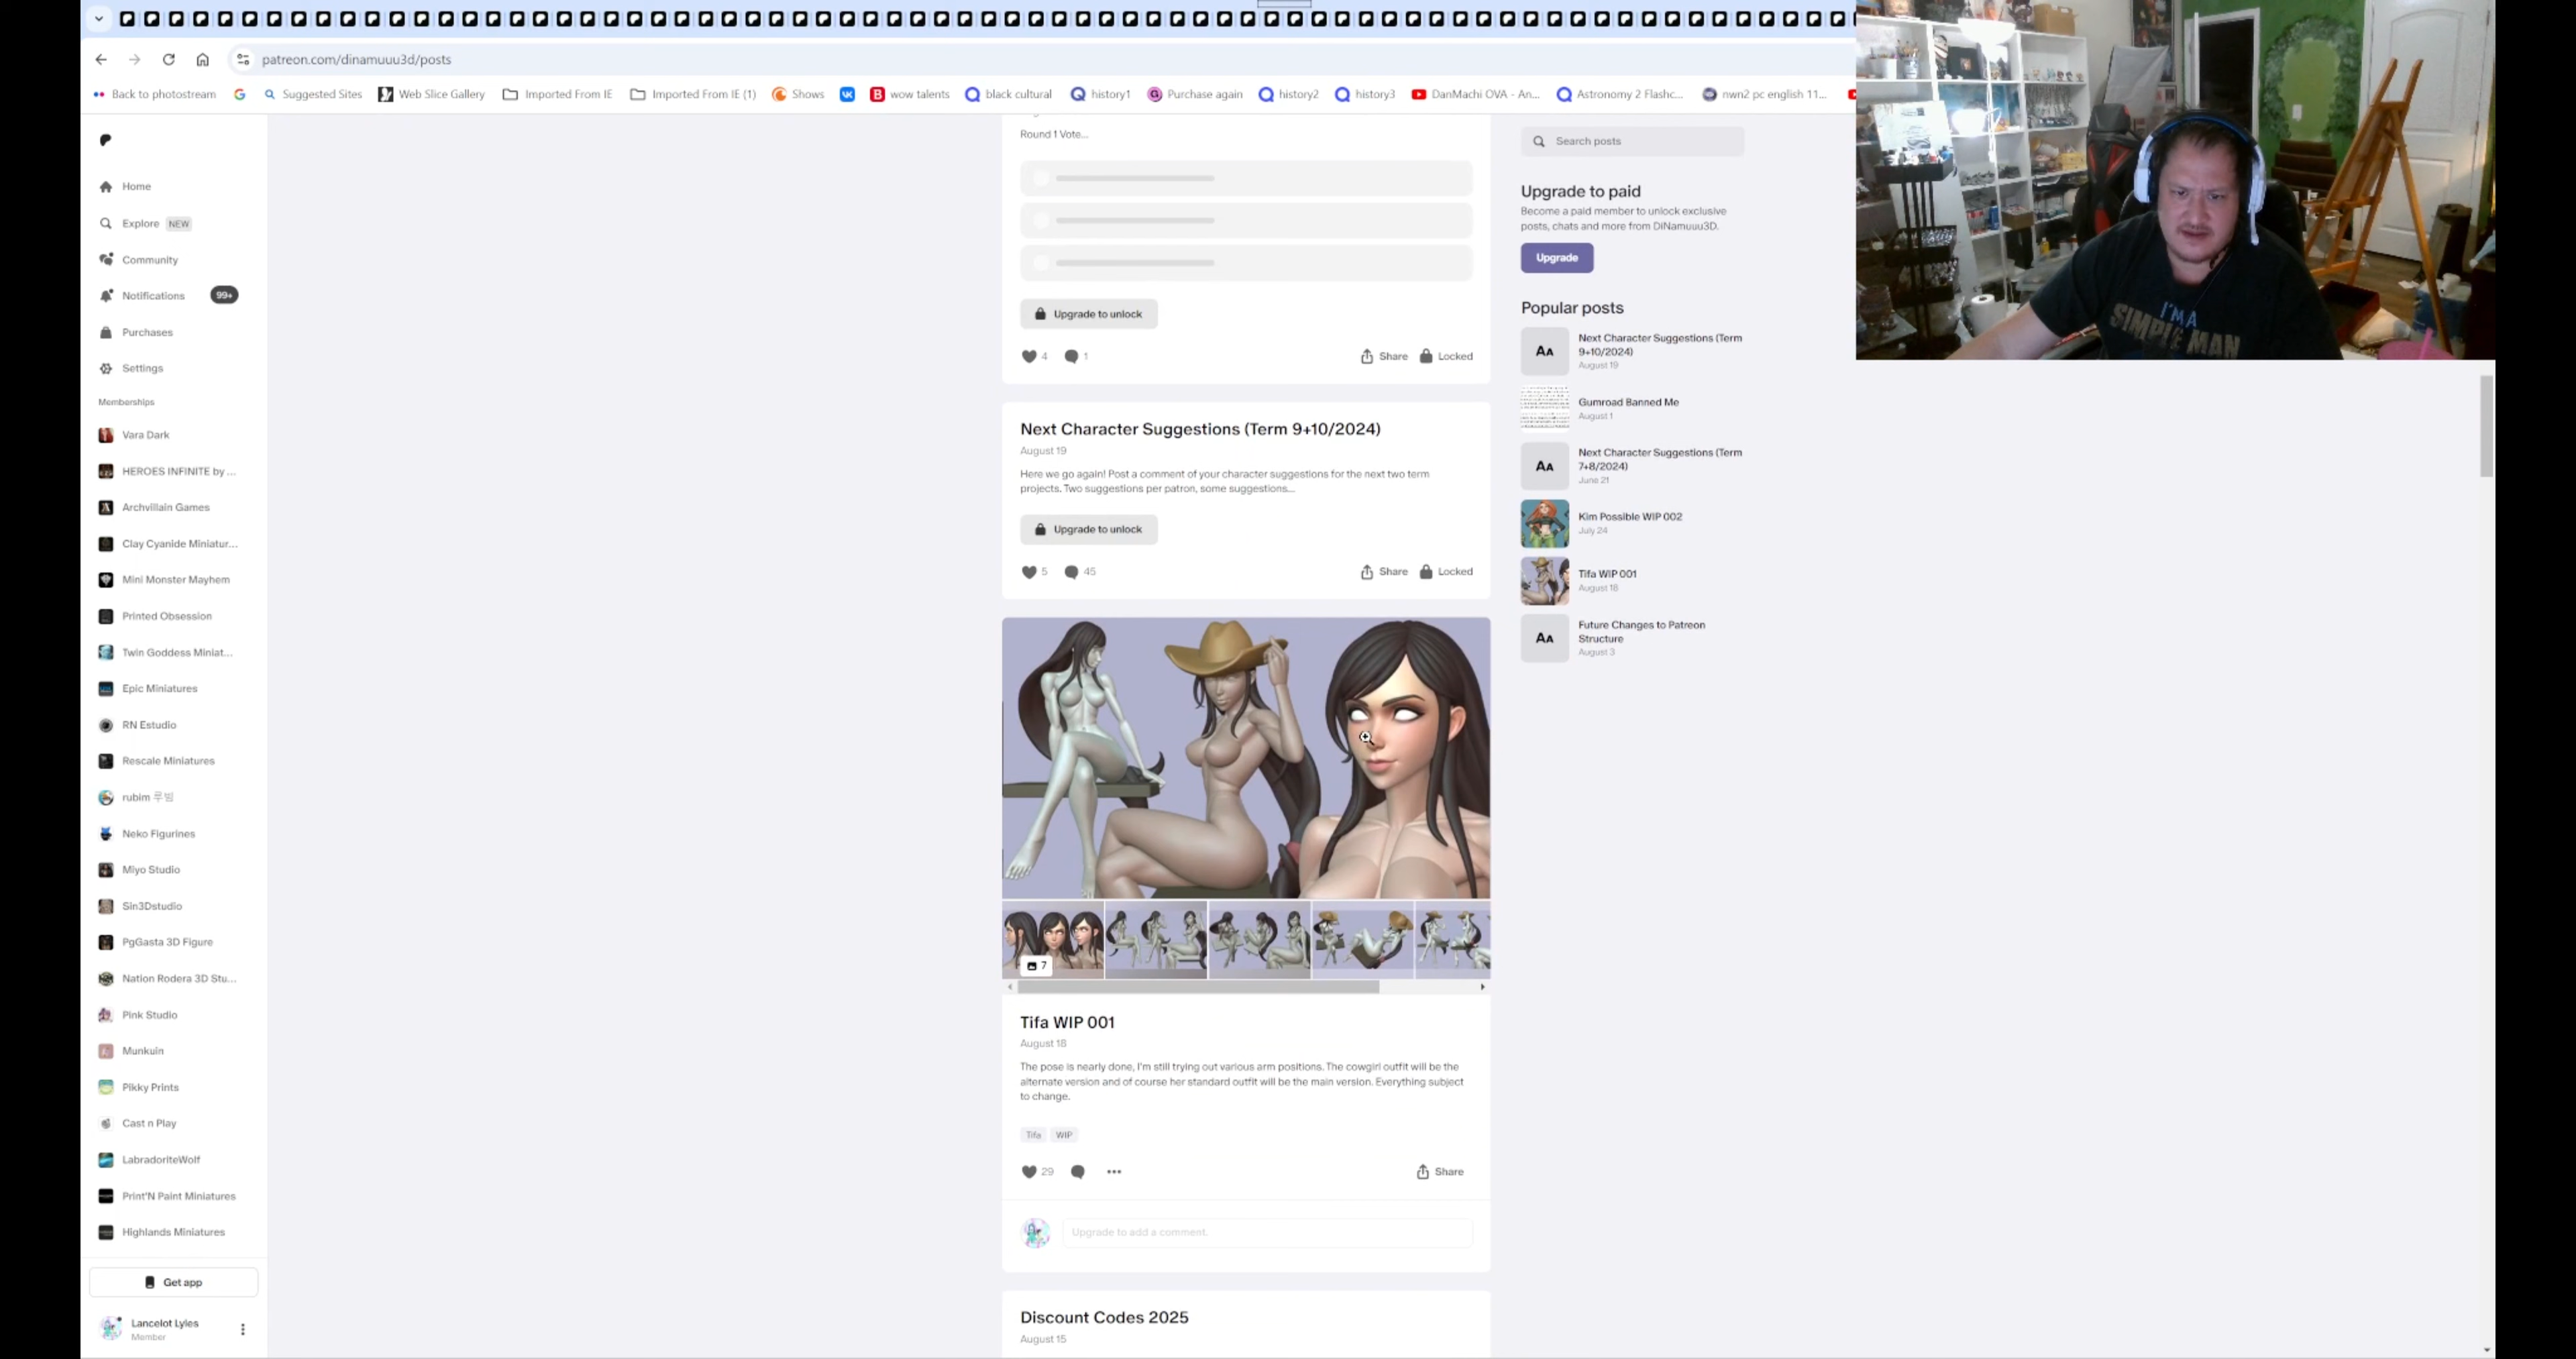 patreon.com/dinamuuu3d/posts
Back to photostream
Suggested Sites
Web Slice Gallery
Imported From IE
Imported From IE (1)
Shows
wow talents
black cultural
history1
Purchase again
history2
history3
DanMachi OVA - An...
Astronomy 2 Flashc...
nwn2 pc english 11...
Home
Explore NEW
Community
Notifications 99+
Purchases
Settings
Memberships
Vara Dark
HEROES INFINITE by ...
Archvillain Games
Clay Cyanide Miniatur...
Mini Monster Mayhem
Printed Obsession
Twin Goddess Miniat...
Epic Miniatures
RN Estudio
Rescale Miniatures
rubim 루빔
Neko Figurines
Miyo Studio
Sin3Dstudio
PgGasta 3D Figure
Nation Rodera 3D Stu...
Pink Studio
Munkuin
Pikky Prints
Cast n Play
LabradoriteWolf
Print'N Paint Miniatures
Highlands Miniatures
Get app
Lancelot Lyles
Member
Round 1 Vote...
Upgrade to unlock
4 1 Share Locked
Next Character Suggestions (Term 9+10/2024)
August 19
Here we go again! Post a comment of your character suggestions for the next two term
projects. Two suggestions per patron, some suggestions...
Upgrade to unlock
5 45 Share Locked
7
Tifa WIP 001
August 18
The pose is nearly done, I'm still trying out various arm positions. The cowgirl outfit will be the
alternate version and of course her standard outfit will be the main version. Everything subject
to change.
Tifa WIP
29 Share
Upgrade to add a comment.
Discount Codes 2025
August 15
Search posts
Upgrade to paid
Become a paid member to unlock exclusive
posts, chats and more from DiNamuuu3D.
Upgrade
Popular posts
AA
Next Character Suggestions (Term
9+10/2024)
August 19
Gumroad Banned Me
August 1
AA
Next Character Suggestions (Term
7+8/2024)
June 21
Kim Possible WIP 002
July 24
Tifa WIP 001
August 18
AA
Future Changes to Patreon
Structure
August 3
I'M A
SIMPLE MAN